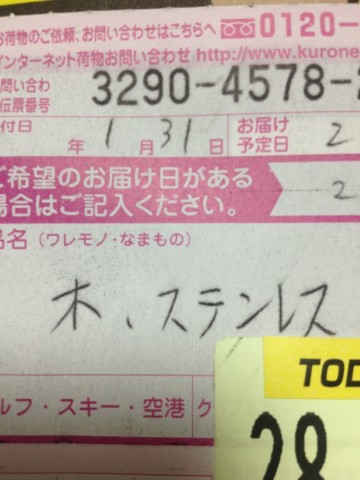 お荷物のご依頼、お問い合わせはこちらへ 0120-
インターネット荷物お問い合わせ http://www.kurone
問い合わせ
伝票番号 3290-4578-2
付日 年 1 月 31 日 お届け予定日 2
ご希望のお届け日がある
場合はご記入ください。 2
品名 (ワレモノ・なまもの)
木、ステンレス
ルフ・スキー・空港 ク
TOD
28